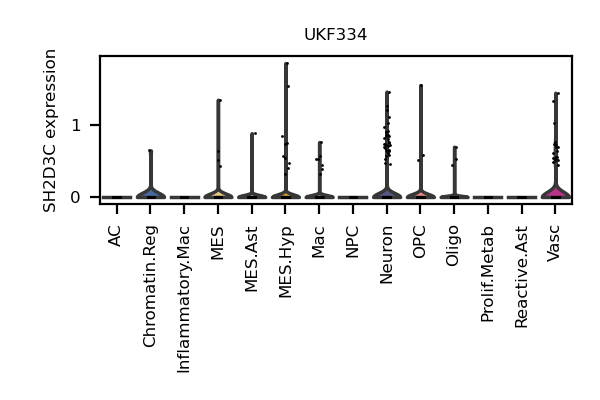 UKF334
SH2D3C expression
1
0
AC
Chromatin.Reg
Inflammatory.Mac
MES
MES.Ast
MES.Hyp
Mac
NPC
Neuron
OPC
Oligo
Prolif.Metab
Reactive.Ast
Vasc